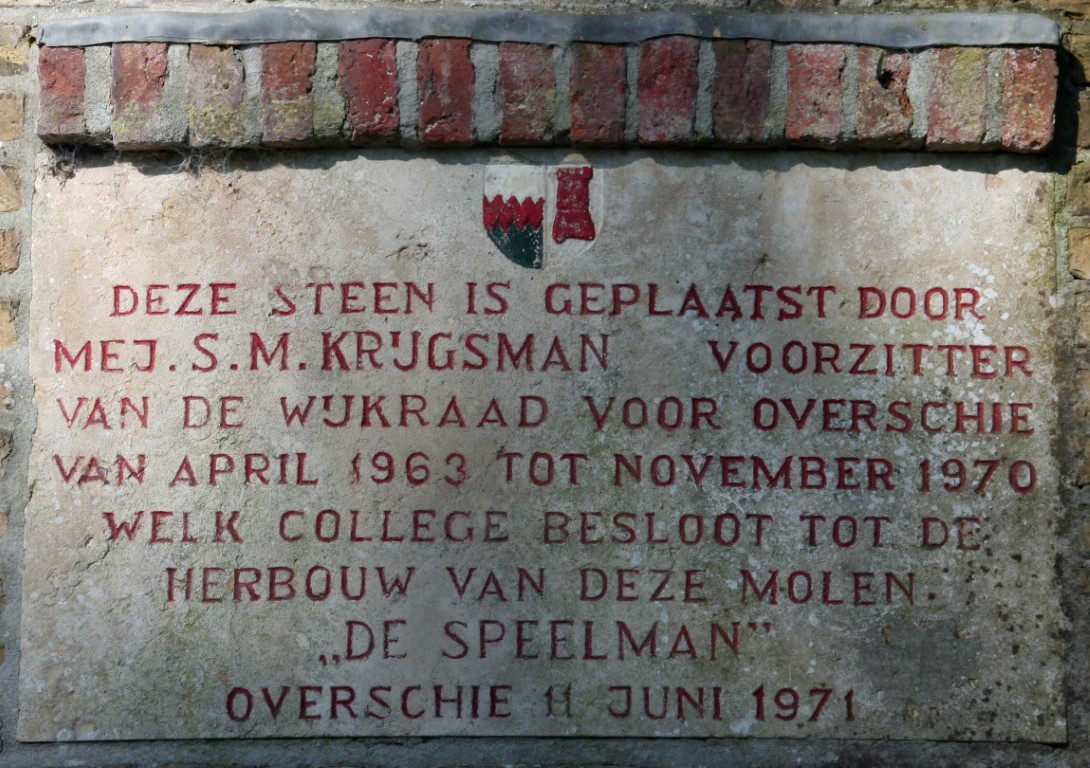 DEZE STEEN IS GEPLAATST DOOR
MEJ. S.M. KRIJGSMAN VOORZITTER
VAN DE WIJKRAAD VOOR OVERSCHIE
VAN APRIL 1963 TOT NOVEMBER 1970
WELK COLLEGE BESLOOT TOT DE
HERBOUW VAN DEZE MOLEN.
„DE SPEELMAN”
OVERSCHIE 11 JUNI 1971